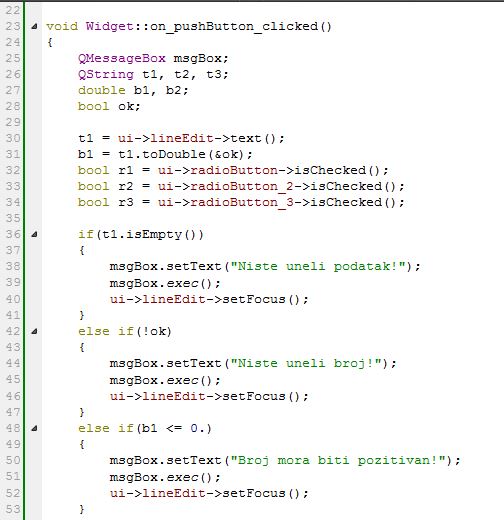 22
23 void Widget::on_pushButton_clicked()
24 {
25     QMessageBox msgBox;
26     QString t1, t2, t3;
27     double b1, b2;
28     bool ok;
29
30     t1 = ui->lineEdit->text();
31     b1 = t1.toDouble(&ok);
32     bool r1 = ui->radioButton->isChecked();
33     bool r2 = ui->radioButton_2->isChecked();
34     bool r3 = ui->radioButton_3->isChecked();
35
36     if(t1.isEmpty())
37     {
38         msgBox.setText("Niste uneli podatak!");
39         msgBox.exec();
40         ui->lineEdit->setFocus();
41     }
42     else if(!ok)
43     {
44         msgBox.setText("Niste uneli broj!");
45         msgBox.exec();
46         ui->lineEdit->setFocus();
47     }
48     else if(b1 <= 0.)
49     {
50         msgBox.setText("Broj mora biti pozitivan!");
51         msgBox.exec();
52         ui->lineEdit->setFocus();
53     }